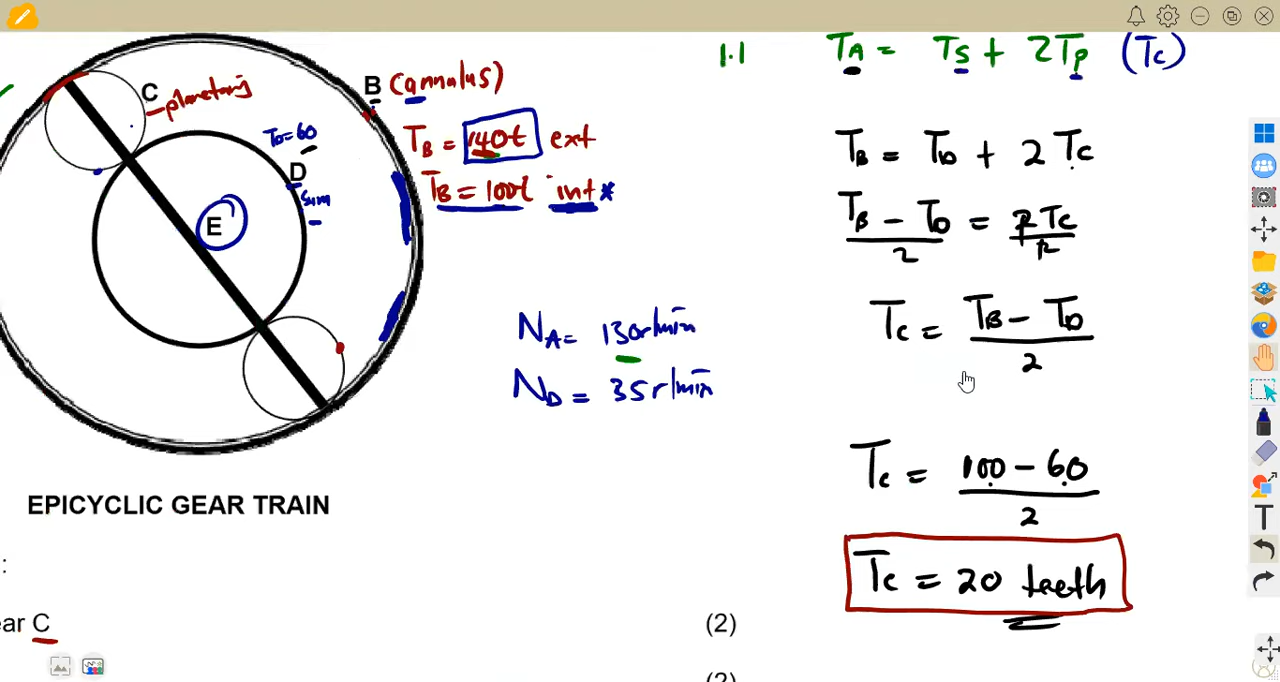 1.1 TA = TS + 2TP (Tc)
C
planetary
B (annulus)
TD=60
TB = 140t ext
D
TB = 100t int*
sun
E
TB = TD + 2Tc
TB - TD = 2Tc
2 2
NA = 130r/min
Tc = TB - TD
2
ND = 35r/min
Tc = 100 - 60
2
EPICYCLIC GEAR TRAIN
:
Tc = 20 teeth
ear C (2)
(2)
T